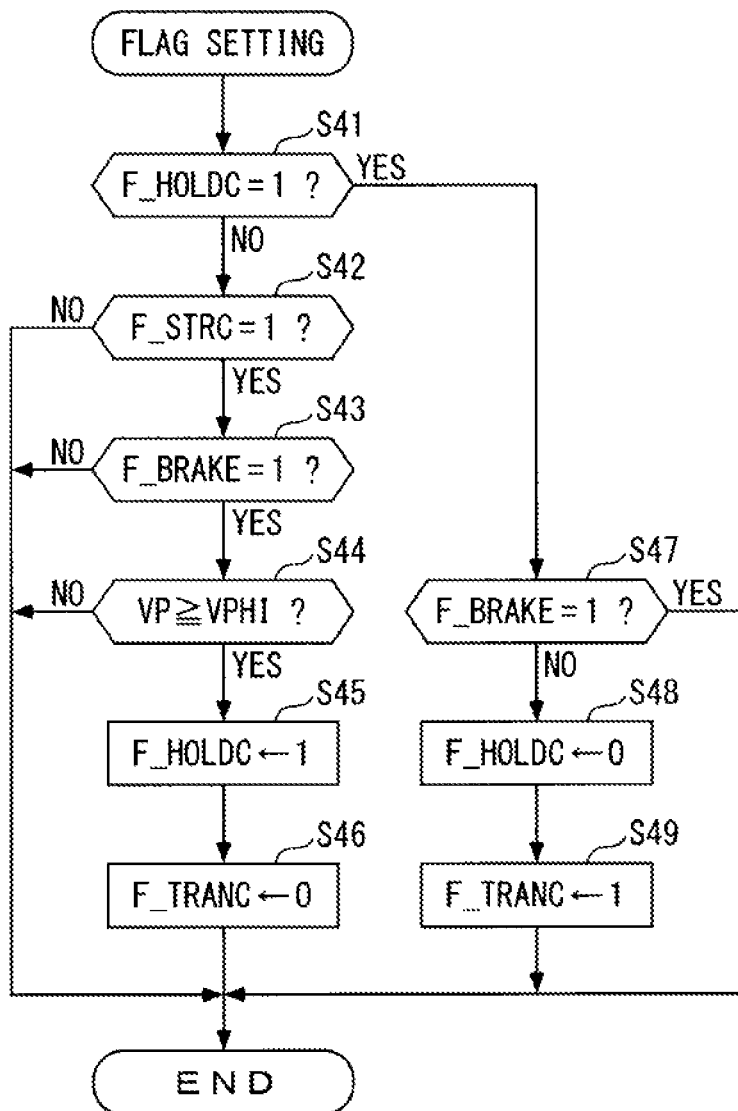 FLAG SETTING
S41
F_HOLDC=1 ?
YES
NO
S42
NO
F_STRC=1 ?
YES
S43
NO
F_BRAKE=1 ?
YES
S44
NO
VP≧VPHI ?
YES
S45
F_HOLDC←1
S46
F_TRANC←0
S47
F_BRAKE=1 ?
YES
NO
S48
F_HOLDC←0
S49
F_TRANC←1
END